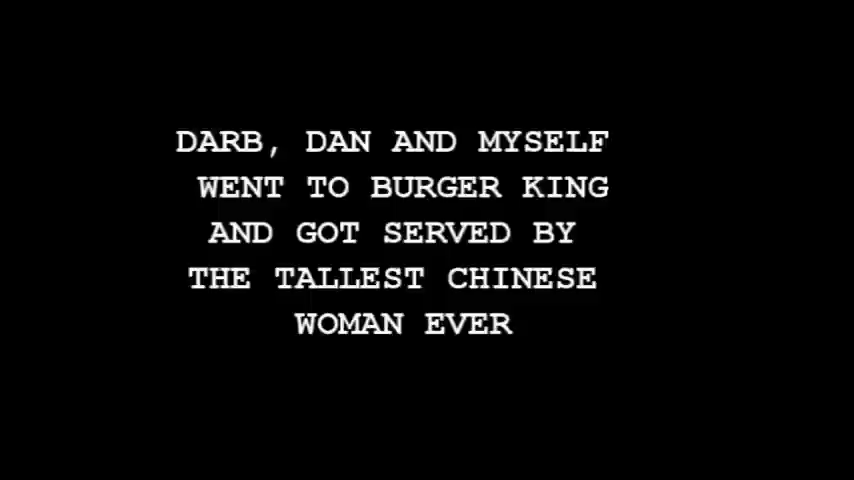 DARB, DAN AND MYSELF
WENT TO BURGER KING
AND GOT SERVED BY
THE TALLEST CHINESE
WOMAN EVER